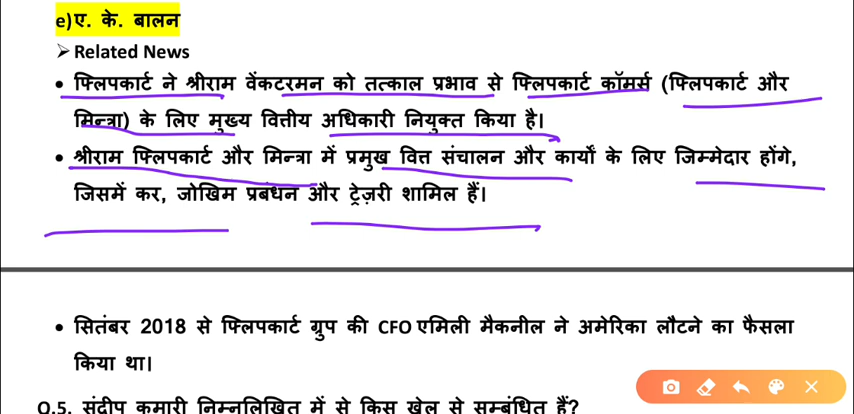 e)ए. के. बालन
➢ Related News
• फ्लिपकार्ट ने श्रीराम वेंकटरमन को तत्काल प्रभाव से फ्लिपकार्ट कॉमर्स (फ्लिपकार्ट और
मिन्त्रा) के लिए मुख्य वित्तीय अधिकारी नियुक्त किया है।
• श्रीराम फ्लिपकार्ट और मिन्त्रा में प्रमुख वित्त संचालन और कार्यों के लिए जिम्मेदार होंगे,
जिसमें कर, जोखिम प्रबंधन और ट्रेज़री शामिल हैं।
• सितंबर 2018 से फ्लिपकार्ट ग्रुप की CFO एमिली मैकनील ने अमेरिका लौटने का फैसला
किया था।
Q.5. संदीप कुमारी निम्नलिखित में से किस खेल से सम्बंधित हैं?